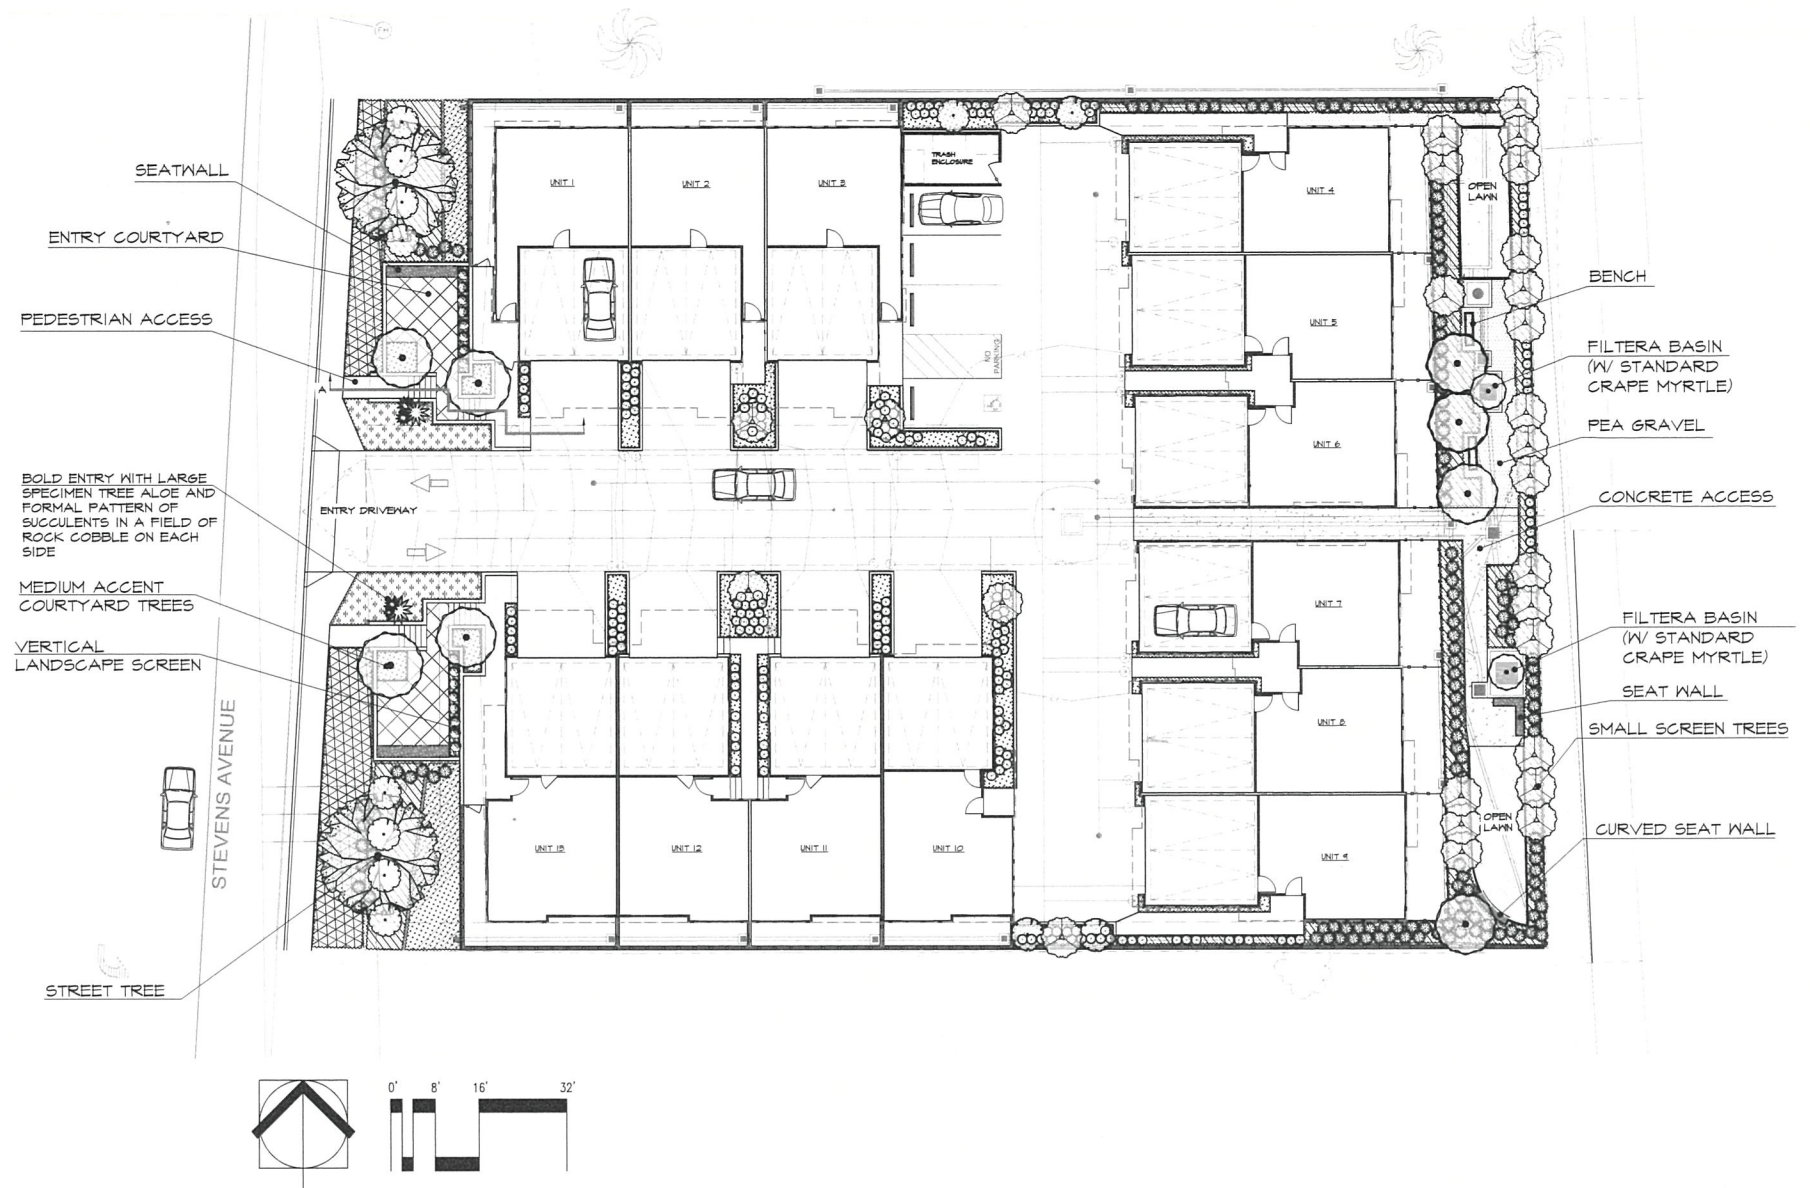 FH
SEATWALL
ENTRY COURTYARD
PEDESTRIAN ACCESS
A
BOLD ENTRY WITH LARGE
SPECIMEN TREE ALOE AND
FORMAL PATTERN OF
SUCCULENTS IN A FIELD OF
ROCK COBBLE ON EACH
SIDE
MEDIUM ACCENT
COURTYARD TREES
VERTICAL
LANDSCAPE SCREEN
STEVENS AVENUE
STREET TREE
UNIT 1
UNIT 2
UNIT 3
TRASH
ENCLOSURE
NO
PARKING
ENTRY DRIVEWAY
UNIT 13
UNIT 12
UNIT 11
UNIT 10
UNIT 4
UNIT 5
UNIT 6
UNIT 7
UNIT 8
UNIT 9
OPEN
LAWN
OPEN
LAWN
BENCH
FILTERA BASIN
(W/ STANDARD
CRAPE MYRTLE)
PEA GRAVEL
CONCRETE ACCESS
FILTERA BASIN
(W/ STANDARD
CRAPE MYRTLE)
SEAT WALL
SMALL SCREEN TREES
CURVED SEAT WALL
0' 8' 16' 32'